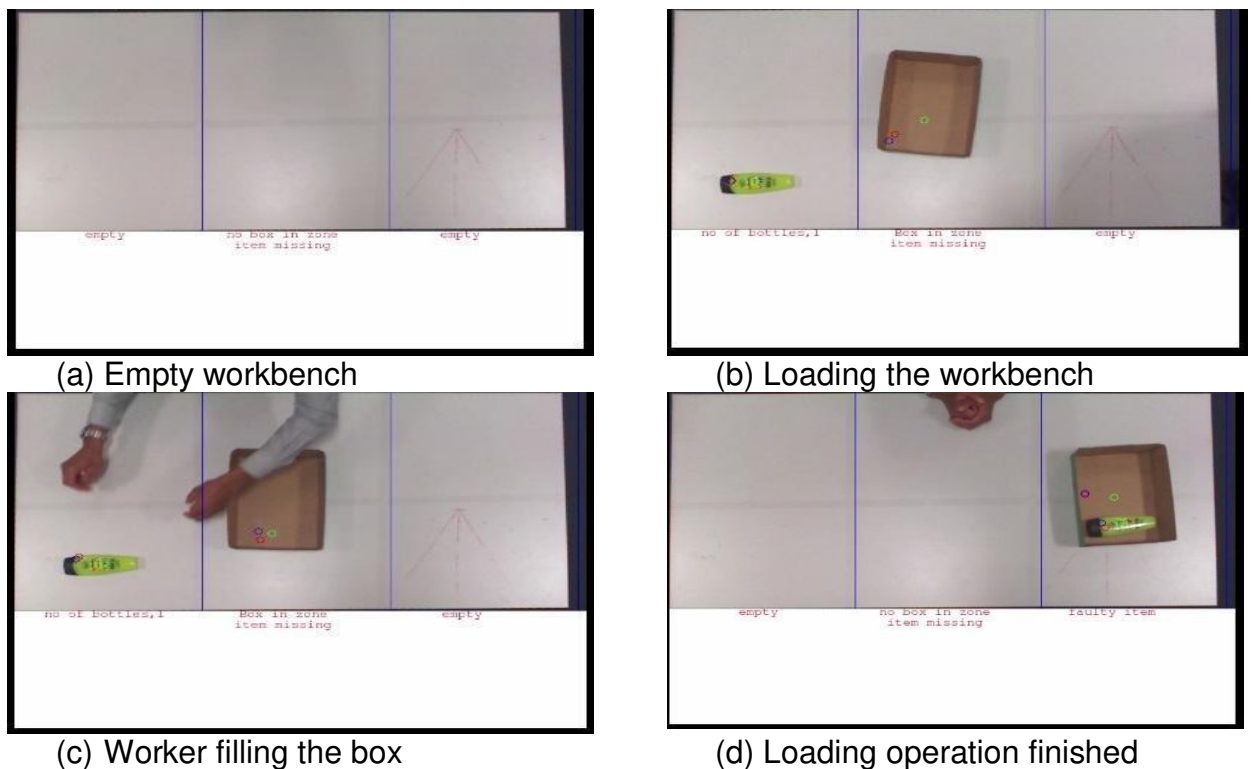 empty
no box in zone
empty
item missing
(a) Empty workbench
no of bottles,1
Box in zone
empty
item missing
(b) Loading the workbench
no of bottles,1
Box in zone
empty
item missing
(c) Worker filling the box
empty
no box in zone
faulty item
item missing
(d) Loading operation finished